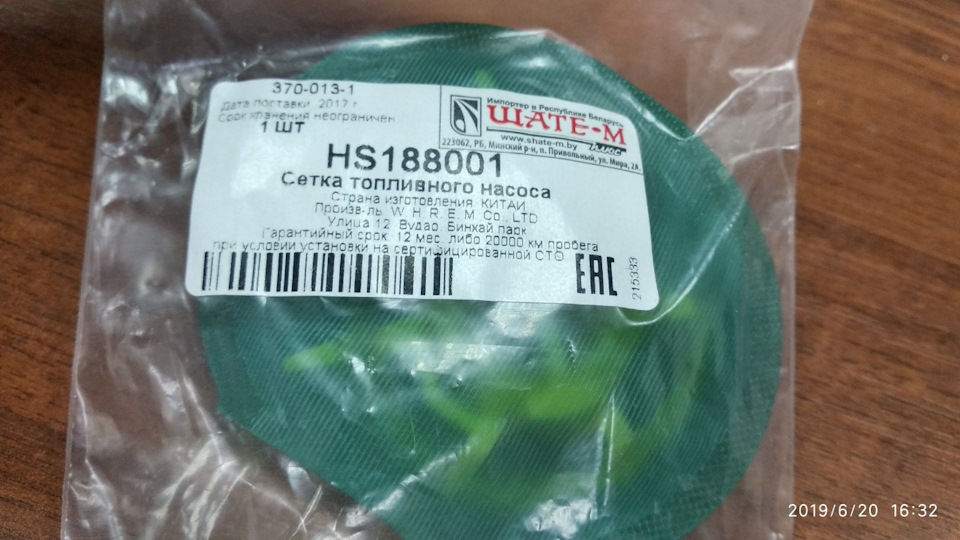 370-013-1
Дата поставки 2017 г.
Срок хранения неограничен
1 ШТ
Импортер в Республике Беларусь
ШАТЕ-М
плюс
www.shate-m.by
223062, РБ, Минский р-н, п. Привольный, ул. Мира, 2А.
HS188001
Сетка топливного насоса
Страна изготовления КИТАЙ
Произв-ль. W. H. R. E. M Co., LTD
Улица 12, Вудао, Бинхай парк
Гарантийный срок: 12 мес. либо 20000 км пробега
при условии установки на сертифицированной СТО
EAC
215333
2019/6/20 16:32